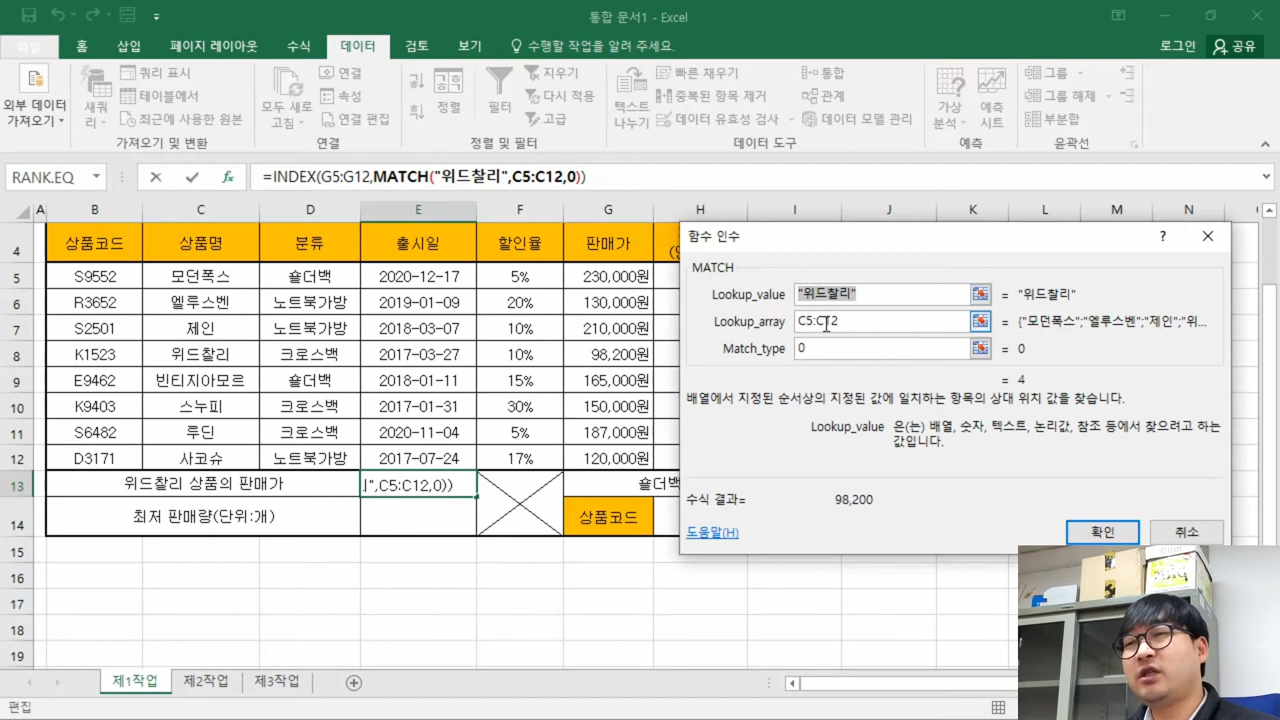 통합 문서1 - Excel
파일 홈 삽입 페이지 레이아웃 수식 데이터 검토 보기 수행할 작업을 알려 주세요. 로그인 공유
외부 데이터 가져오기
새 쿼리
쿼리 표시
테이블에서
최근에 사용한 원본
가져오기 및 변환
모두 새로 고침
연결
속성
연결 편집
연결
정렬
필터
지우기
다시 적용
고급
정렬 및 필터
텍스트 나누기
빠른 채우기
중복된 항목 제거
데이터 유효성 검사
통합
관계
데이터 모델 관리
데이터 도구
가상 분석
예측 시트
예측
그룹
그룹 해제
부분합
윤곽선
RANK.EQ =INDEX(G5:G12,MATCH("위드찰리",C5:C12,0))
A B C D E F G H I J K L M N
4 상품코드 상품명 분류 출시일 할인율 판매가
5 S9552 모던폭스 숄더백 2020-12-17 5% 230,000원
6 R3652 엘루스벤 노트북가방 2019-01-09 20% 130,000원
7 S2501 제인 크로스백 2018-03-07 10% 210,000원
8 K1523 위드찰리 크로스백 2017-03-27 10% 98,200원
9 E9462 빈티지아모르 숄더백 2018-01-11 15% 165,000원
10 K9403 스누피 크로스백 2017-01-31 30% 150,000원
11 S6482 루딘 크로스백 2020-11-04 5% 187,000원
12 D3171 사코슈 노트북가방 2017-07-24 17% 120,000원
13 위드찰리 상품의 판매가 ",C5:C12,0)) 숄더백
14 최저 판매량(단위:개) 상품코드
15
16
17
18
19
함수 인수 ?
MATCH
Lookup_value "위드찰리" = "위드찰리"
Lookup_array C5:C12 = {"모던폭스";"엘루스벤";"제인";"위...
Match_type 0 = 0
= 4
배열에서 지정된 순서상의 지정된 값에 일치하는 항목의 상대 위치 값을 찾습니다.
Lookup_value 은(는) 배열, 숫자, 텍스트, 논리값, 참조 등에서 찾으려고 하는
값입니다.
수식 결과= 98,200
도움말(H) 확인 취소
제1작업 제2작업 제3작업
편집